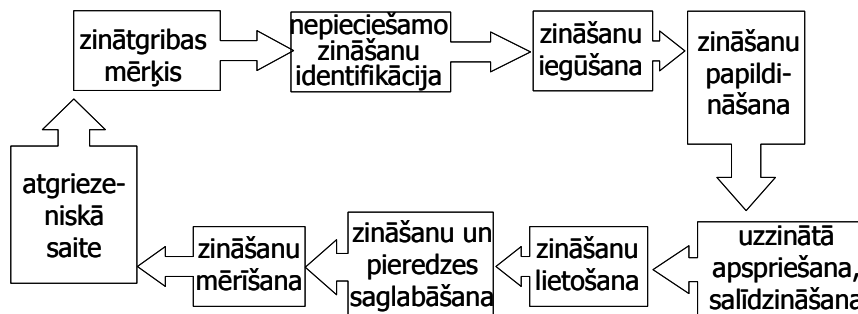 zinātgribas
mērķis
nepieciešamo
zināšanu
identifikācija
zināšanu
iegūšana
zināšanu
papildi-
nāšana
uzzinātā
apspriešana,
salīdzināšana
zināšanu
lietošana
zināšanu un
pieredzes
saglabāšana
zināšanu
mērīšana
atgrieze-
niskā
saite